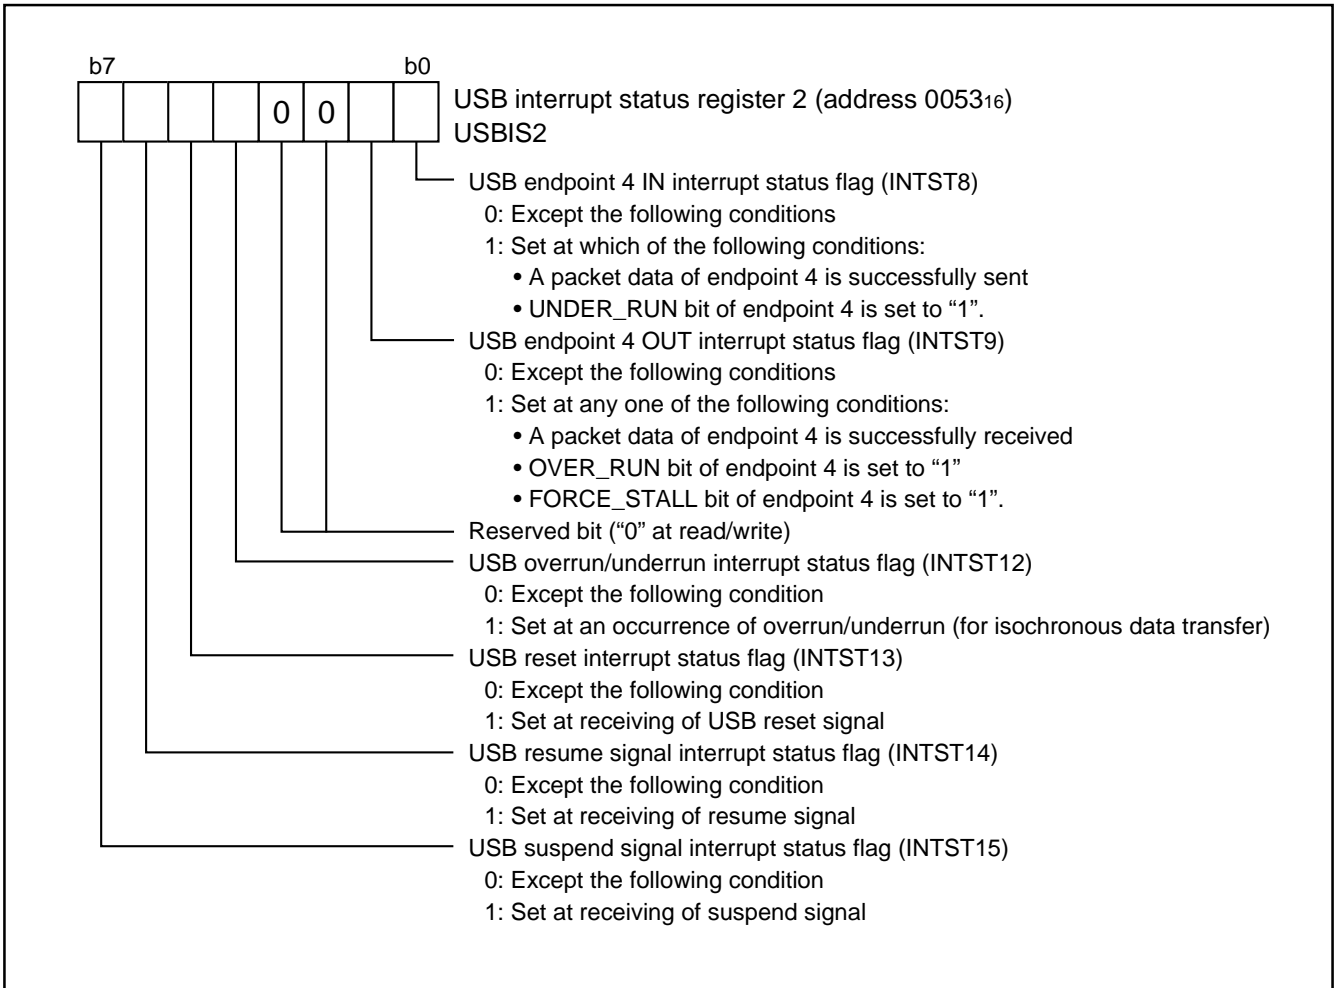 b7 b0
0 0 USB interrupt status register 2 (address 005316)
USBIS2
USB endpoint 4 IN interrupt status flag (INTST8)
0: Except the following conditions
1: Set at which of the following conditions:
• A packet data of endpoint 4 is successfully sent
• UNDER_RUN bit of endpoint 4 is set to “1”.
USB endpoint 4 OUT interrupt status flag (INTST9)
0: Except the following conditions
1: Set at any one of the following conditions:
• A packet data of endpoint 4 is successfully received
• OVER_RUN bit of endpoint 4 is set to “1”
• FORCE_STALL bit of endpoint 4 is set to “1”.
Reserved bit (“0” at read/write)
USB overrun/underrun interrupt status flag (INTST12)
0: Except the following condition
1: Set at an occurrence of overrun/underrun (for isochronous data transfer)
USB reset interrupt status flag (INTST13)
0: Except the following condition
1: Set at receiving of USB reset signal
USB resume signal interrupt status flag (INTST14)
0: Except the following condition
1: Set at receiving of resume signal
USB suspend signal interrupt status flag (INTST15)
0: Except the following condition
1: Set at receiving of suspend signal